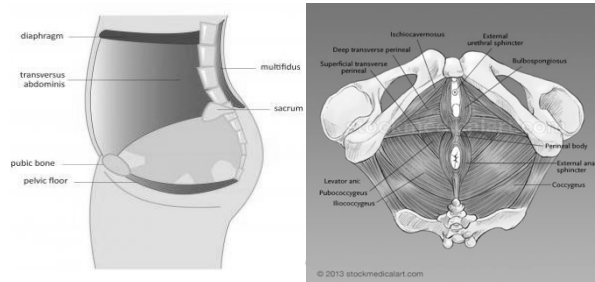 diaphragm
transversus
abdominis
multifidus
sacrum
pubic bone
pelvic floor
Ischiocavernosus
Deep transverse perineal
Superficial transverse
perineal
External
urethral sphincter
Bulbospongiosus
Perineal body
External anal
sphincter
Coccygeus
Levator ani:
Pubococcygeus
Iliococcygeus
© 2013 stockmedicalart.com